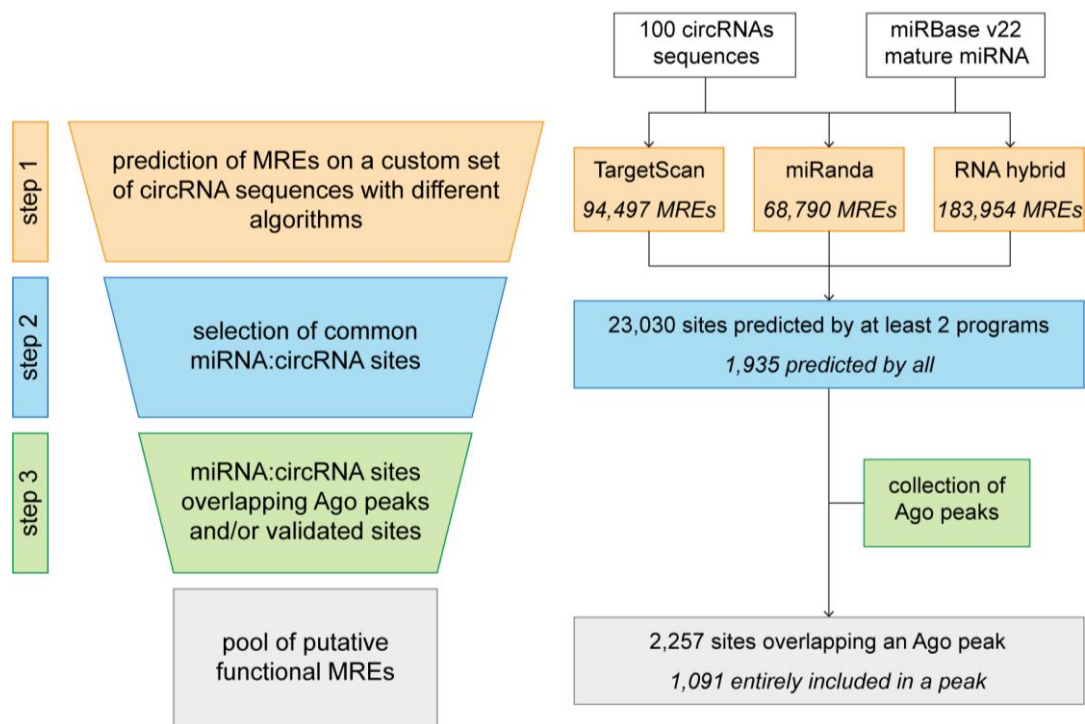 step 1
prediction of MREs on a custom set
of circRNA sequences with different
algorithms
step 2
selection of common
miRNA:circRNA sites
step 3
miRNA:circRNA sites
overlapping Ago peaks
and/or validated sites
pool of putative
functional MREs
100 circRNAs
sequences
miRBase v22
mature miRNA
TargetScan
94,497 MREs
miRanda
68,790 MREs
RNA hybrid
183,954 MREs
23,030 sites predicted by at least 2 programs
1,935 predicted by all
collection of
Ago peaks
2,257 sites overlapping an Ago peak
1,091 entirely included in a peak